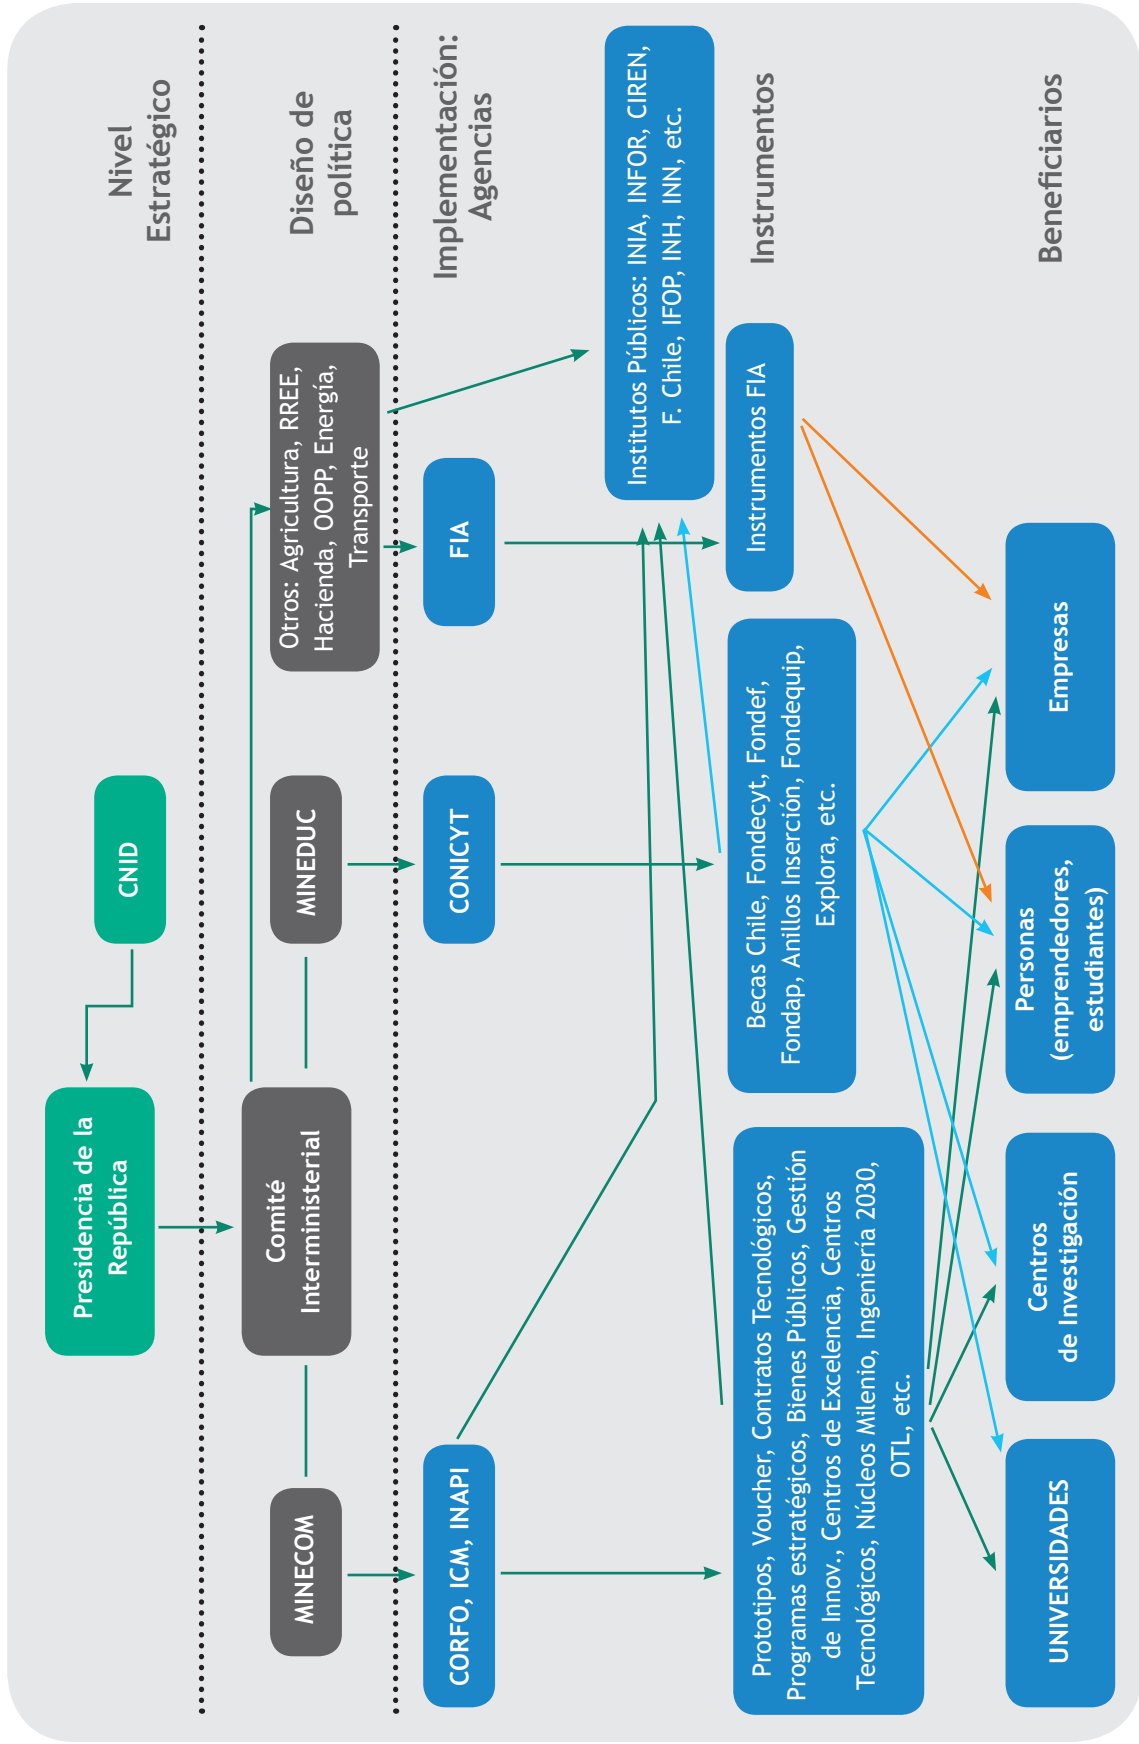 Nivel
Estratégico
CNID
Presidencia de la
República
Diseño de
política
Otros: Agricultura, RREE,
Hacienda, OOPP, Energía,
Transporte
MINEDUC
Comité
Interministerial
MINECOM
Implementación:
Agencias
FIA
CONICYT
CORFO, ICM, INAPI
Institutos Públicos: INIA, INFOR, CIREN,
F. Chile, IFOP, INH, INN, etc.
Instrumentos
Instrumentos FIA
Becas Chile, Fondecyt, Fondef,
Fondap, Anillos Inserción, Fondequip,
Explora, etc.
Prototipos, Voucher, Contratos Tecnológicos,
Programas estratégicos, Bienes Públicos, Gestión
de Innov., Centros de Excelencia, Centros
Tecnológicos, Núcleos Milenio, Ingeniería 2030,
OTL, etc.
Beneficiarios
Empresas
Personas
(emprendedores,
estudiantes)
Centros
de Investigación
UNIVERSIDADES